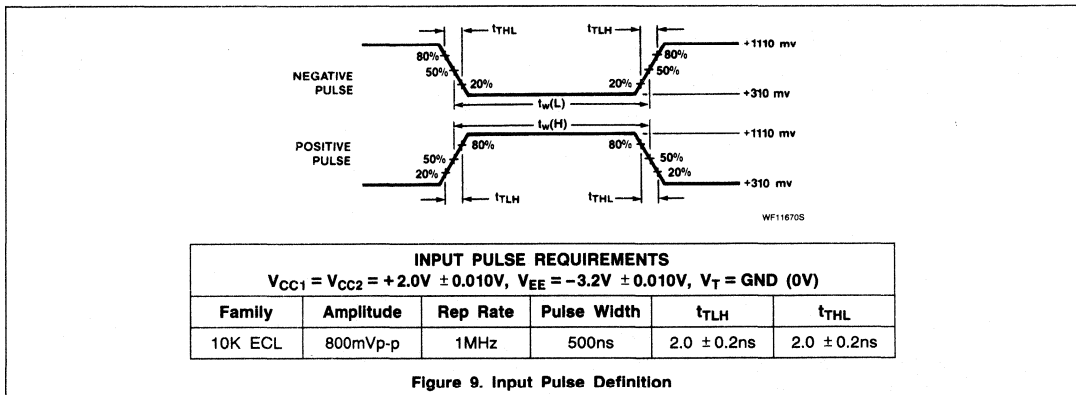 tTHL tTLH
+1110 mv
80% 80%
50% 50%
NEGATIVE
PULSE
20% 20%
+310 mv
tw(L)
tw(H)
+1110 mv
POSITIVE
PULSE
80% 80%
50% 50%
20% 20%
+310 mv
tTLH tTHL
WF11670S
INPUT PULSE REQUIREMENTS
VCC1 = VCC2 = +2.0V ±0.010V, VEE = −3.2V ±0.010V, VT = GND (0V)
Family Amplitude Rep Rate Pulse Width tTLH tTHL
10K ECL 800mVp-p 1MHz 500ns 2.0 ±0.2ns 2.0 ±0.2ns
Figure 9. Input Pulse Definition